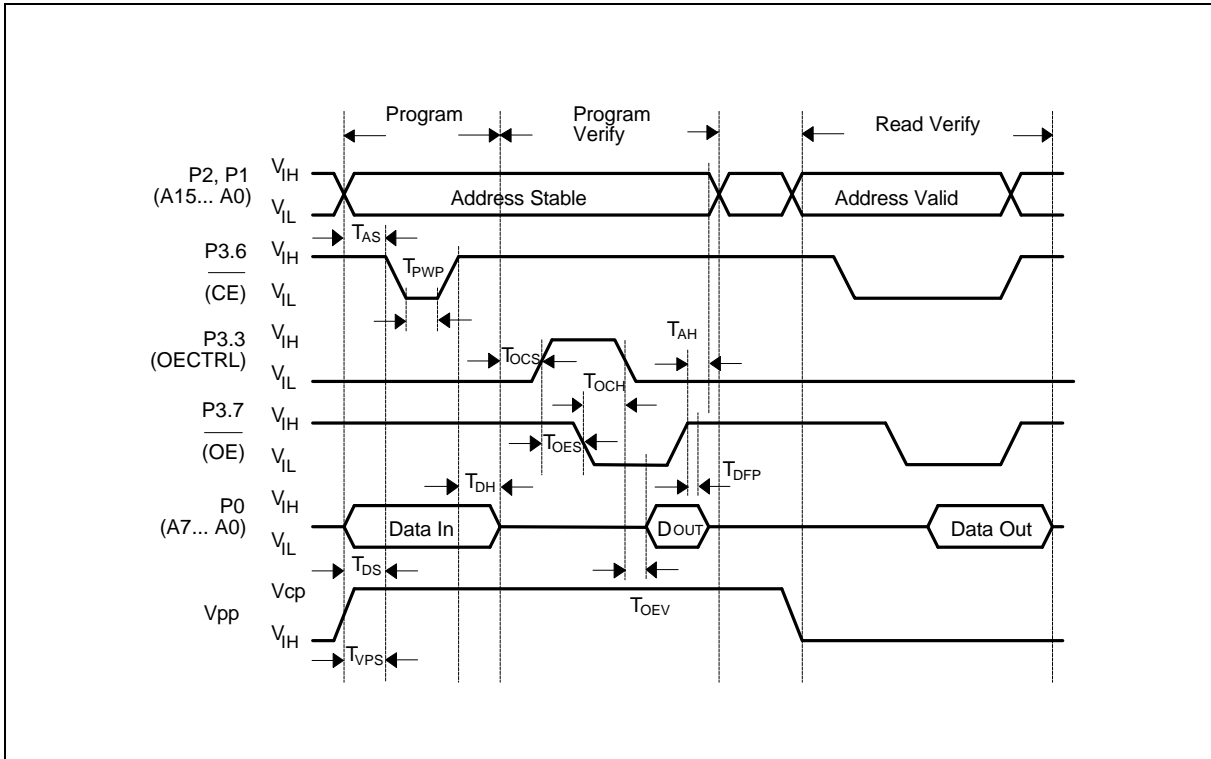 Program
Program
Verify
Read Verify
P2, P1
(A15... A0)
VIH
VIL
Address Stable
Address Valid
TAS
P3.6
(CE)
VIH
VIL
TPWP
P3.3
(OECTRL)
VIH
VIL
TOCS
TAH
TOCH
P3.7
(OE)
VIH
VIL
TOES
TDFP
TDH
P0
(A7... A0)
VIH
VIL
Data In
DOUT
Data Out
TDS
Vpp
Vcp
VIH
TOEV
TVPS